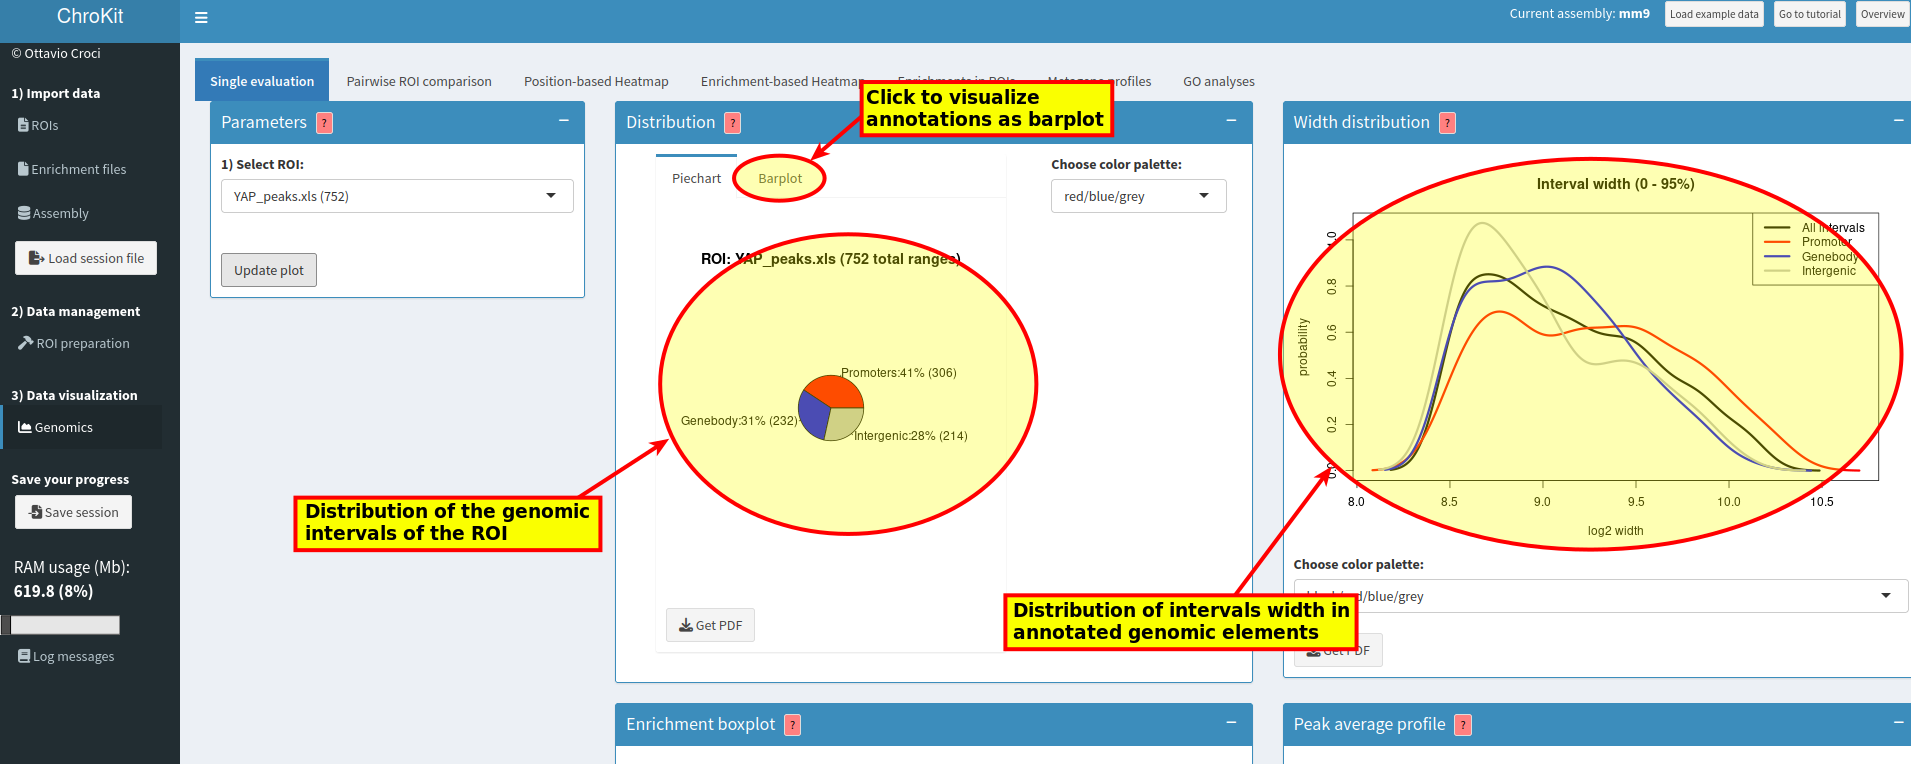 ChroKit
Current assembly: mm9
Load example data
Go to tutorial
Overview
© Ottavio Croci
1) Import data
ROIs
Enrichment files
Assembly
Load session file
2) Data management
ROI preparation
3) Data visualization
Genomics
Save your progress
Save session
RAM usage (Mb):
619.8 (8%)
Log messages
Single evaluation
Pairwise ROI comparison
Position-based Heatmap
Enrichment-based Heatmap
Enrichments in ROIs
Metagene profiles
GO analyses
Click to visualize
annotations as barplot
Parameters ?
1) Select ROI:
YAP_peaks.xls (752)
Update plot
Distribution ?
Piechart
Barplot
Choose color palette:
red/blue/grey
ROI: YAP_peaks.xls (752 total ranges)
Promoters:41% (306)
Genebody:31% (232)
Intergenic:28% (214)
Distribution of the genomic
intervals of the ROI
Get PDF
Width distribution ?
Interval width (0 - 95%)
All intervals
Promoter
Genebody
Intergenic
probability
1.0
0.8
0.6
0.4
0.2
0.0
8.0 8.5 9.0 9.5 10.0 10.5
log2 width
Choose color palette:
black/red/blue/grey
Distribution of intervals width in
annotated genomic elements
Get PDF
Enrichment boxplot ?
Peak average profile ?